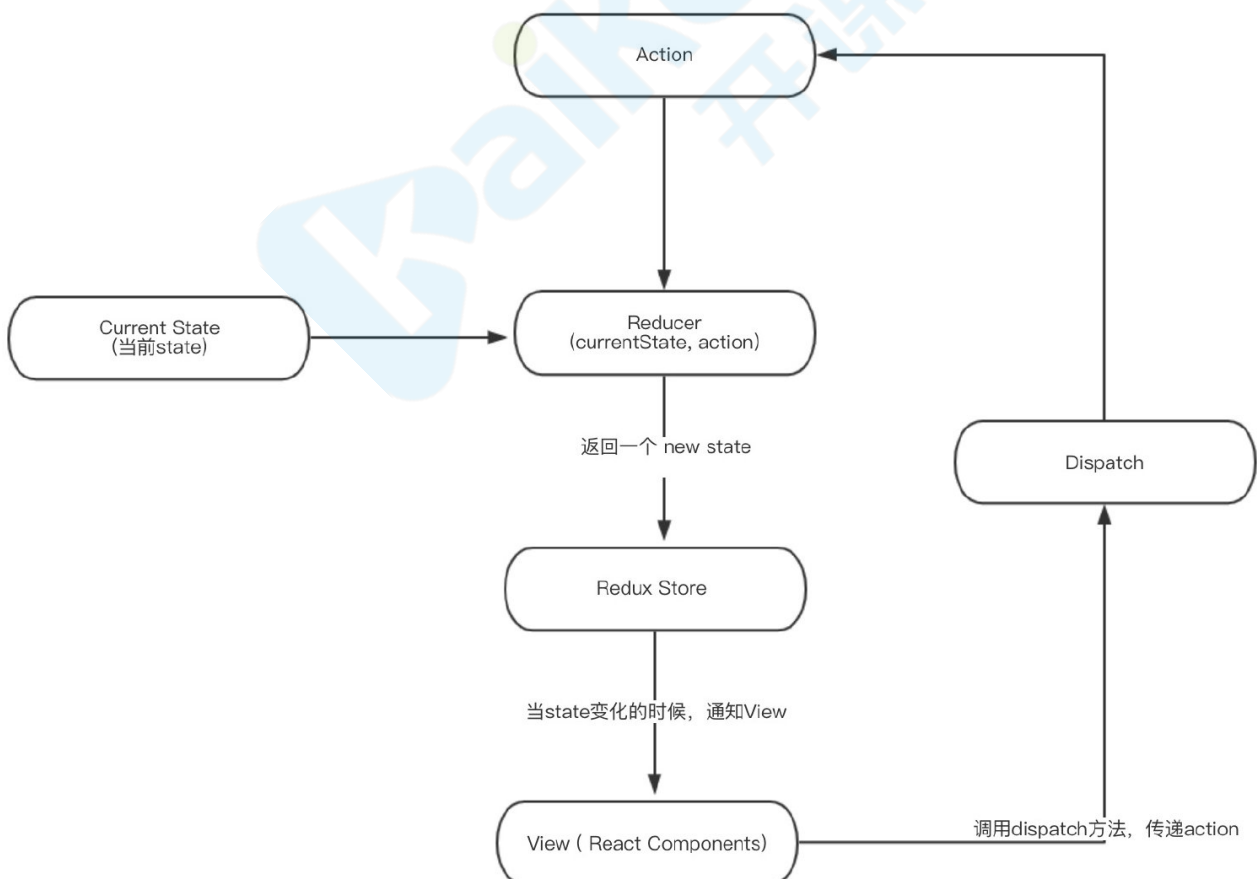 Action
Current State
(当前state)
Reducer
(currentState, action)
返回一个 new state
Dispatch
Redux Store
当state变化的时候，通知View
View ( React Components)
调用dispatch方法，传递action